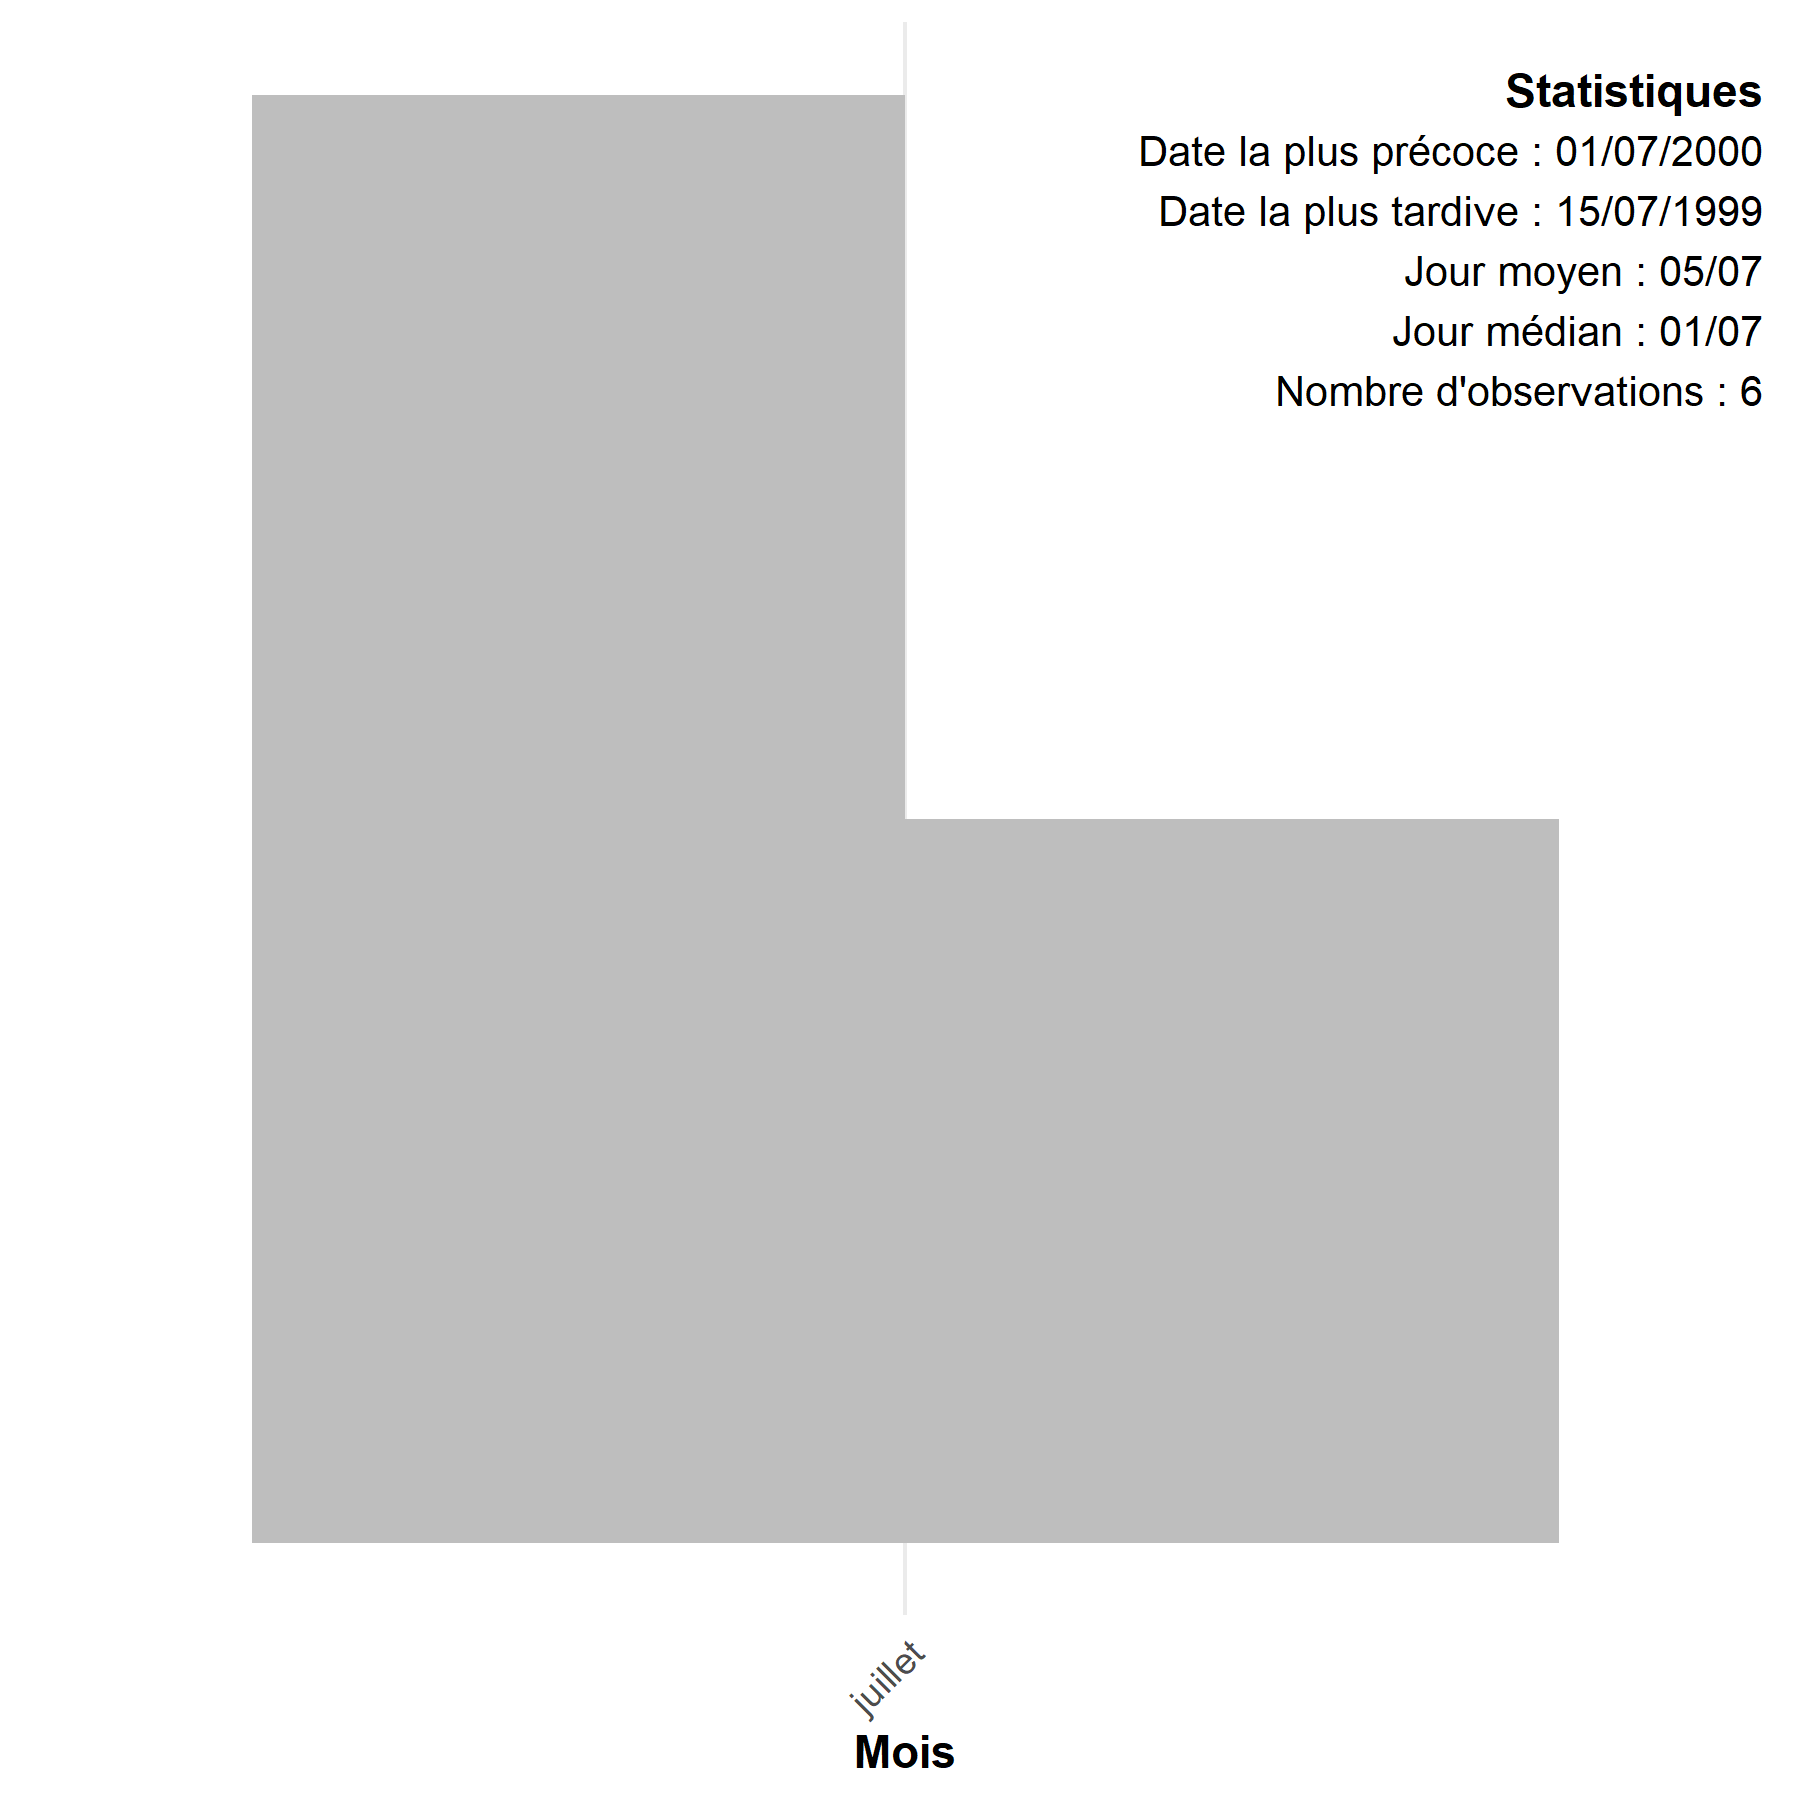 Statistiques
Date la plus précoce : 01/07/2000
Date la plus tardive : 15/07/1999
Jour moyen : 05/07
Jour médian : 01/07
Nombre d'observations : 6
juillet
Mois